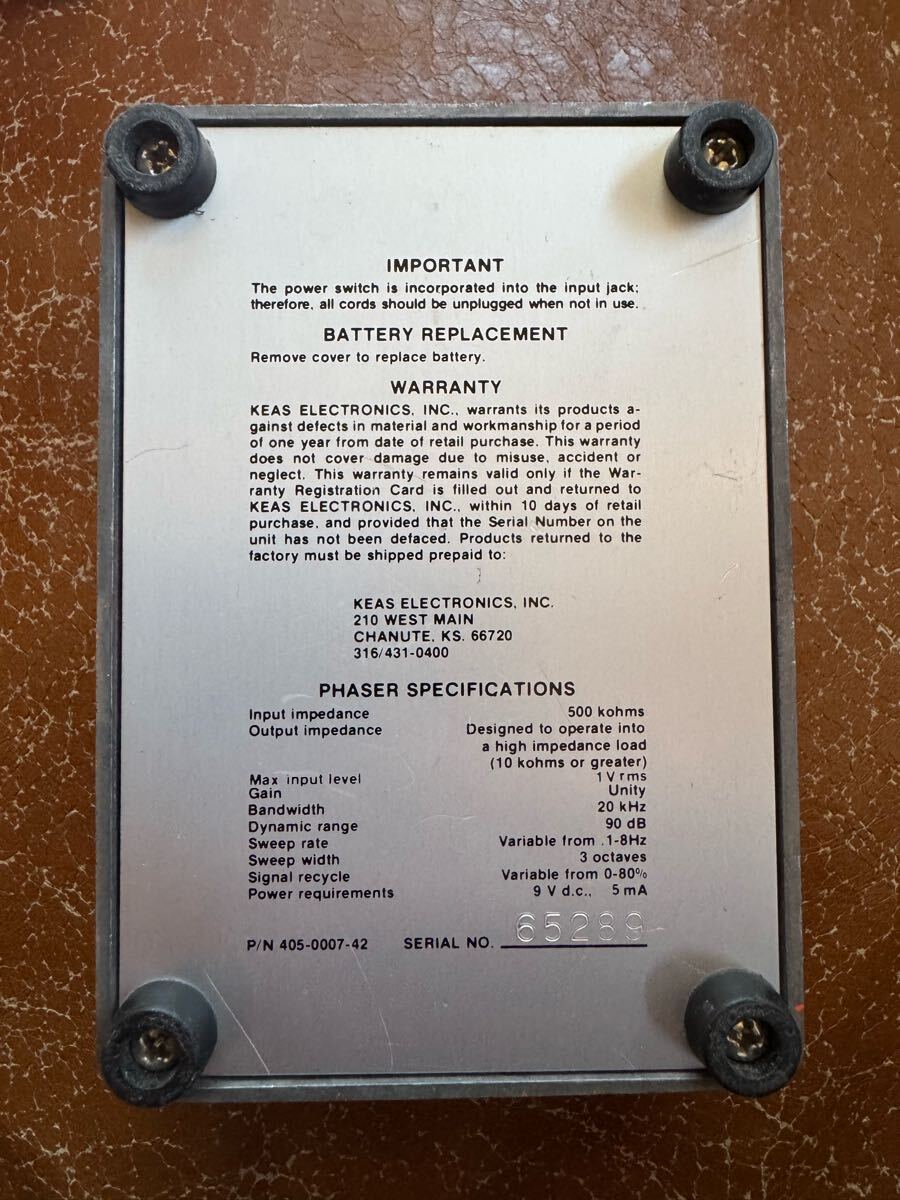 IMPORTANT
The power switch is incorporated into the input jack;
therefore, all cords should be unplugged when not in use.
BATTERY REPLACEMENT
Remove cover to replace battery.
WARRANTY
KEAS ELECTRONICS, INC., warrants its products a-
gainst defects in material and workmanship for a period
of one year from date of retail purchase. This warranty
does not cover damage due to misuse, accident or
neglect. This warranty remains valid only if the War-
ranty Registration Card is filled out and returned to
KEAS ELECTRONICS, INC., within 10 days of retail
purchase, and provided that the Serial Number on the
unit has not been defaced. Products returned to the
factory must be shipped prepaid to:
KEAS ELECTRONICS, INC.
210 WEST MAIN
CHANUTE, KS. 66720
316/431-0400
PHASER SPECIFICATIONS
Input impedance 500 kohms
Output impedance Designed to operate into
a high impedance load
(10 kohms or greater)
Max input level 1 V rms
Gain Unity
Bandwidth 20 kHz
Dynamic range 90 dB
Sweep rate Variable from .1-8Hz
Sweep width 3 octaves
Signal recycle Variable from 0-80%
Power requirements 9 V d.c., 5 mA
P/N 405-0007-42 SERIAL NO. 65289